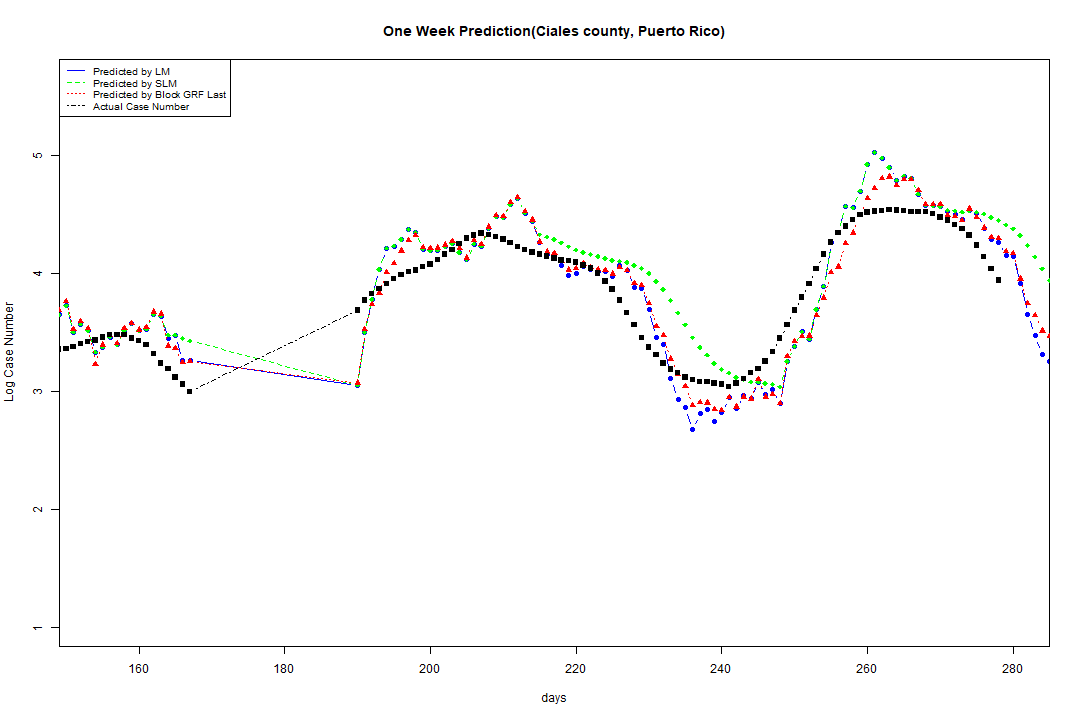 One Week Prediction(Ciales county, Puerto Rico)
Predicted by LM
Predicted by SLM
Predicted by Block GRF Last
Actual Case Number
5
4
3
2
1
Log Case Number
160 180 200 220 240 260 280
days